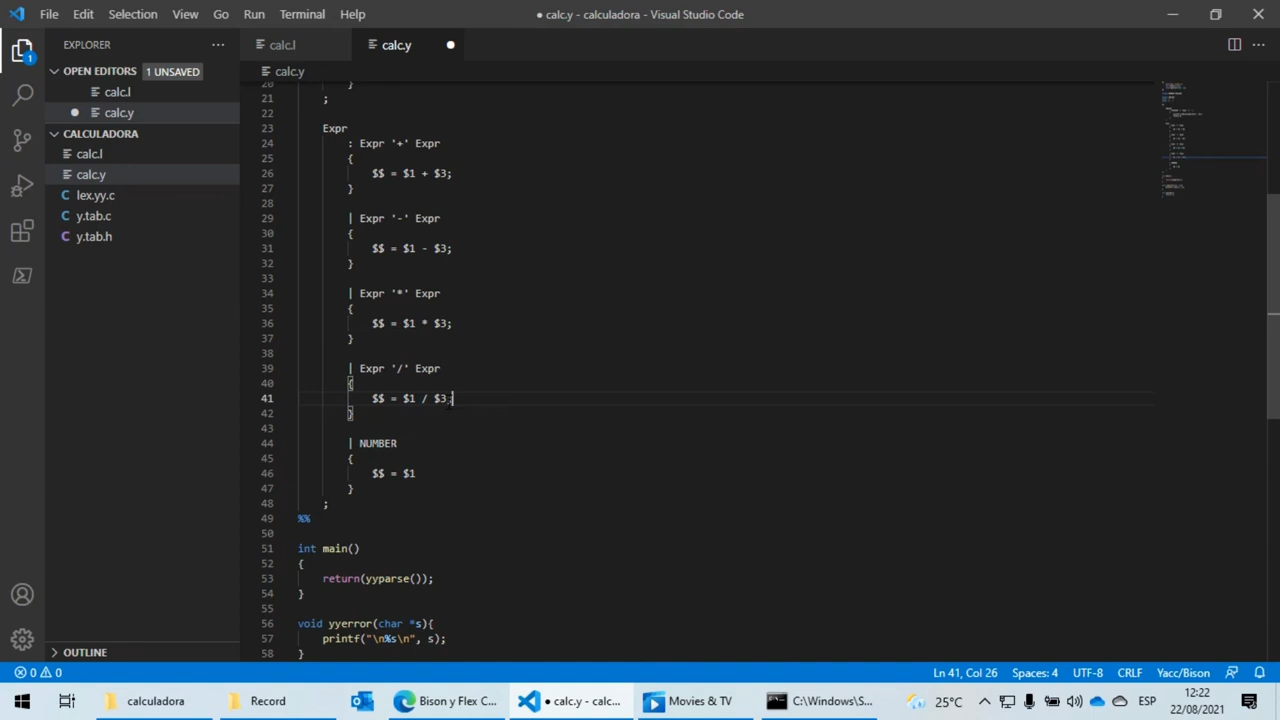 File Edit Selection View Go Run Terminal Help
● calc.y - calculadora - Visual Studio Code
EXPLORER
OPEN EDITORS 1 UNSAVED
calc.l
calc.y
CALCULADORA
calc.l
calc.y
C lex.yy.c
C y.tab.c
C y.tab.h
OUTLINE
calc.l calc.y
calc.y
20 }
21 ;
22
23 Expr
24 : Expr '+' Expr
25 {
26 $$ = $1 + $3;
27 }
28
29 | Expr '-' Expr
30 {
31 $$ = $1 - $3;
32 }
33
34 | Expr '*' Expr
35 {
36 $$ = $1 * $3;
37 }
38
39 | Expr '/' Expr
40 {
41 $$ = $1 / $3;
42 }
43
44 | NUMBER
45 {
46 $$ = $1
47 }
48 ;
49 %%
50
51 int main()
52 {
53 return(yyparse());
54 }
55
56 void yyerror(char *s){
57 printf("\n%s\n", s);
58 }
0 0 Ln 41, Col 26 Spaces: 4 UTF-8 CRLF Yacc/Bison
calculadora Record Bison y Flex C... ● calc.y - calc... Movies & TV C:\Windows\S... 25°C ESP 12:22
22/08/2021